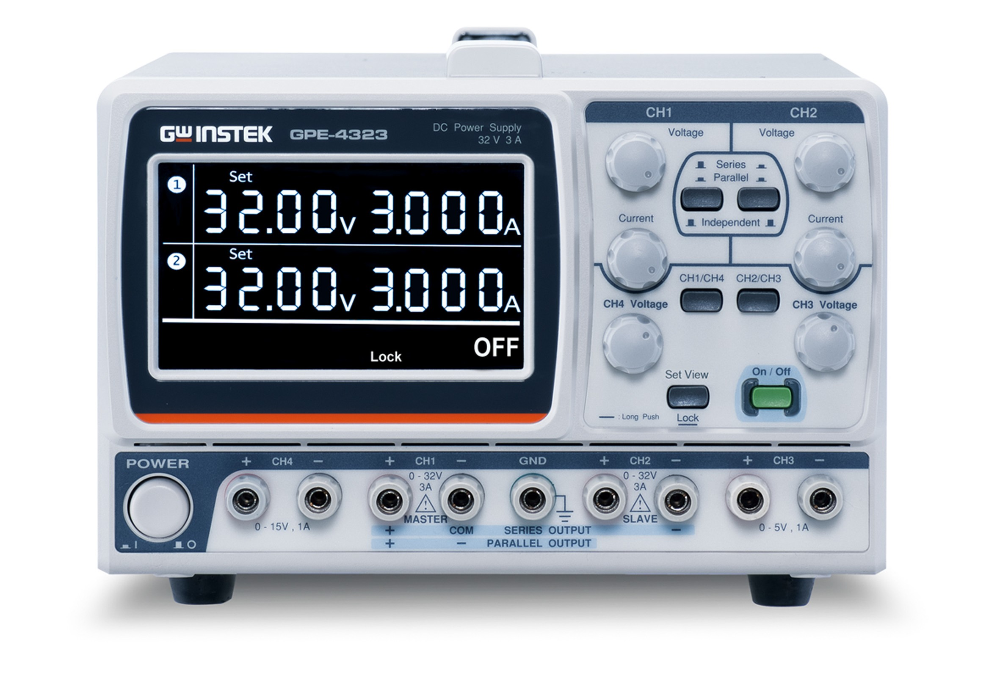 GW INSTEK GPE-4323
DC Power Supply
32 V 3 A
1 Set
32.00V 3.000A
2 Set
32.00V 3.000A
OFF
Lock
CH1 CH2
Voltage Voltage
Series
Parallel
Current Current
Independent
CH1/CH4 CH2/CH3
CH4 Voltage CH3 Voltage
Set View On / Off
: Long Push Lock
POWER
+ CH4 - + CH1 - GND + CH2 - + CH3 -
0 - 32V 0 - 32V
3A 3A
! !
MASTER SLAVE
0 - 15V , 1A 0 - 5V , 1A
+ COM SERIES OUTPUT -
+ - PARALLEL OUTPUT
I O